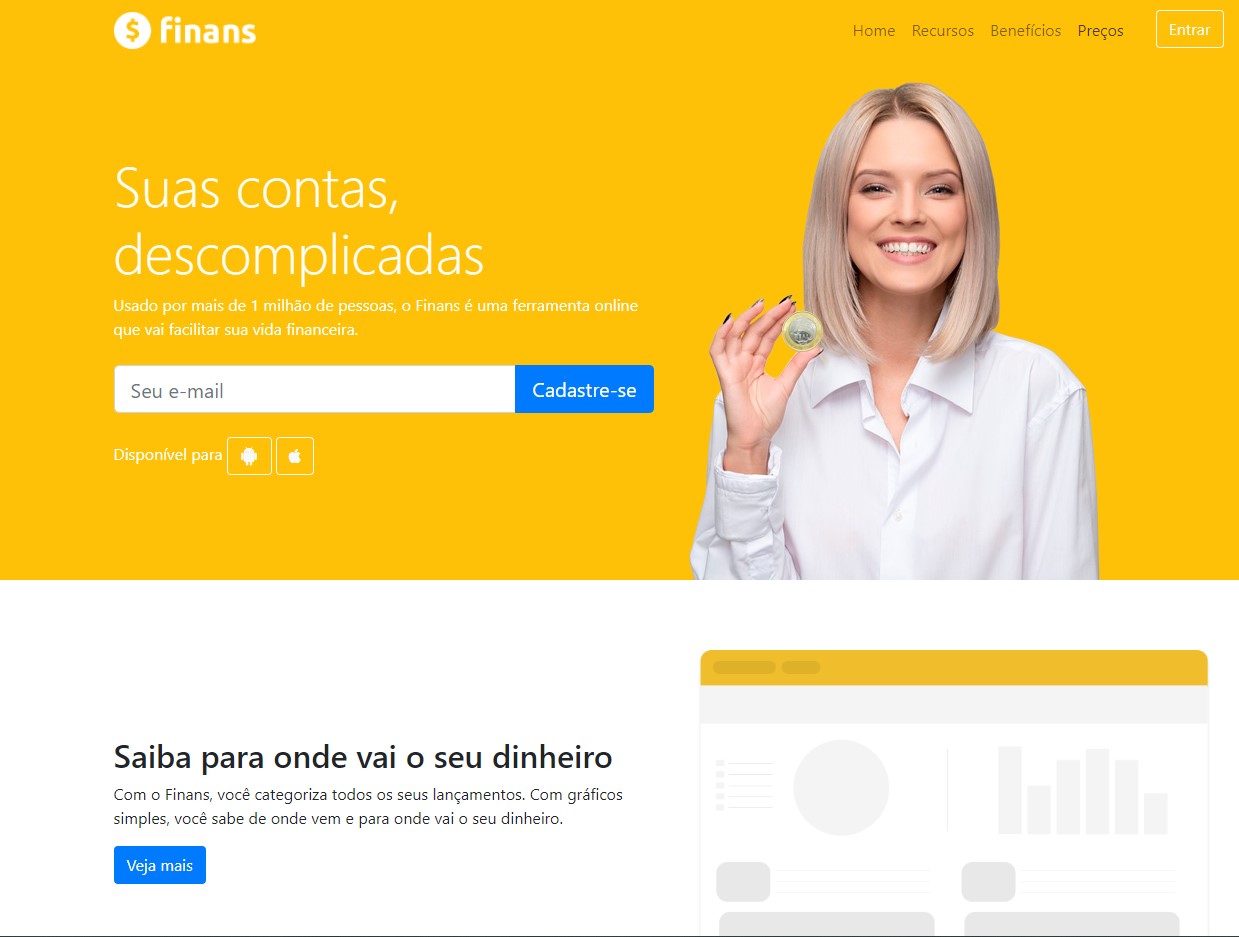 finans
Home Recursos Benefícios Preços Entrar
Suas contas,
descomplicadas
Usado por mais de 1 milhão de pessoas, o Finans é uma ferramenta online
que vai facilitar sua vida financeira.
Seu e-mail Cadastre-se
Disponível para
Saiba para onde vai o seu dinheiro
Com o Finans, você categoriza todos os seus lançamentos. Com gráficos
simples, você sabe de onde vem e para onde vai o seu dinheiro.
Veja mais